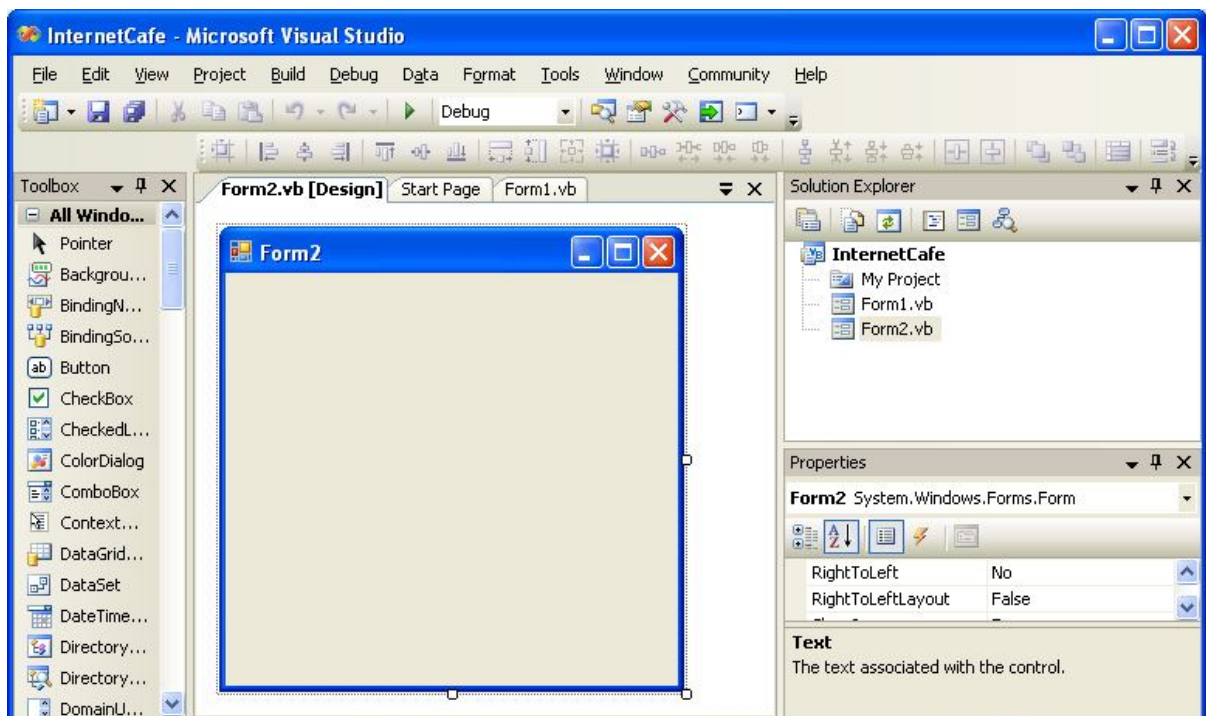 InternetCafe - Microsoft Visual Studio
File Edit View Project Build Debug Data Format Tools Window Community Help
Debug
Toolbox
All Windo...
Pointer
Backgrou...
BindingN...
BindingSo...
Button
CheckBox
CheckedL...
ColorDialog
ComboBox
Context...
DataGrid...
DataSet
DateTime...
Directory...
Directory...
DomainU...
Form2.vb [Design] Start Page Form1.vb
Form2
Solution Explorer
InternetCafe
My Project
Form1.vb
Form2.vb
Properties
Form2 System.Windows.Forms.Form
RightToLeft No
RightToLeftLayout False
Text
The text associated with the control.